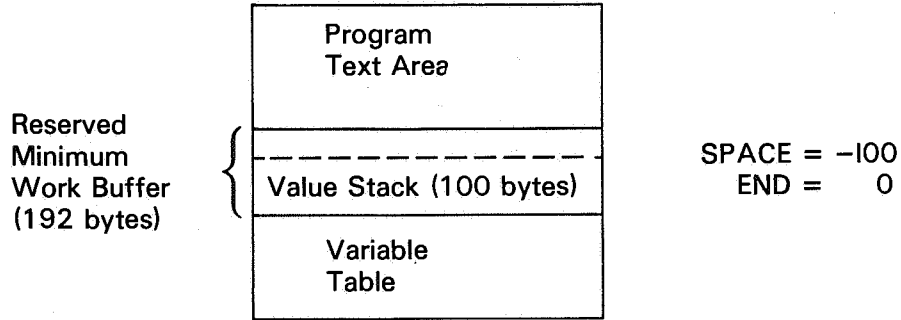 Program
Text Area
Reserved
Minimum
Work Buffer
(192 bytes)
Value Stack (100 bytes)
SPACE = -100
END = 0
Variable
Table